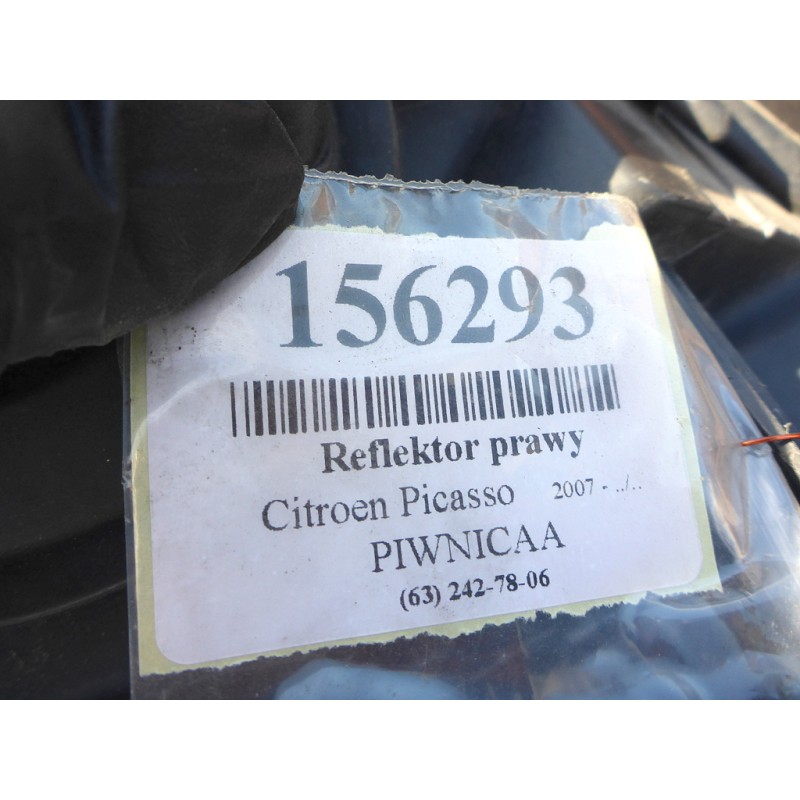 156293
Reflektor prawy
Citroen Picasso 2007 - ../..
PIWNICAA
(63) 242-78-06